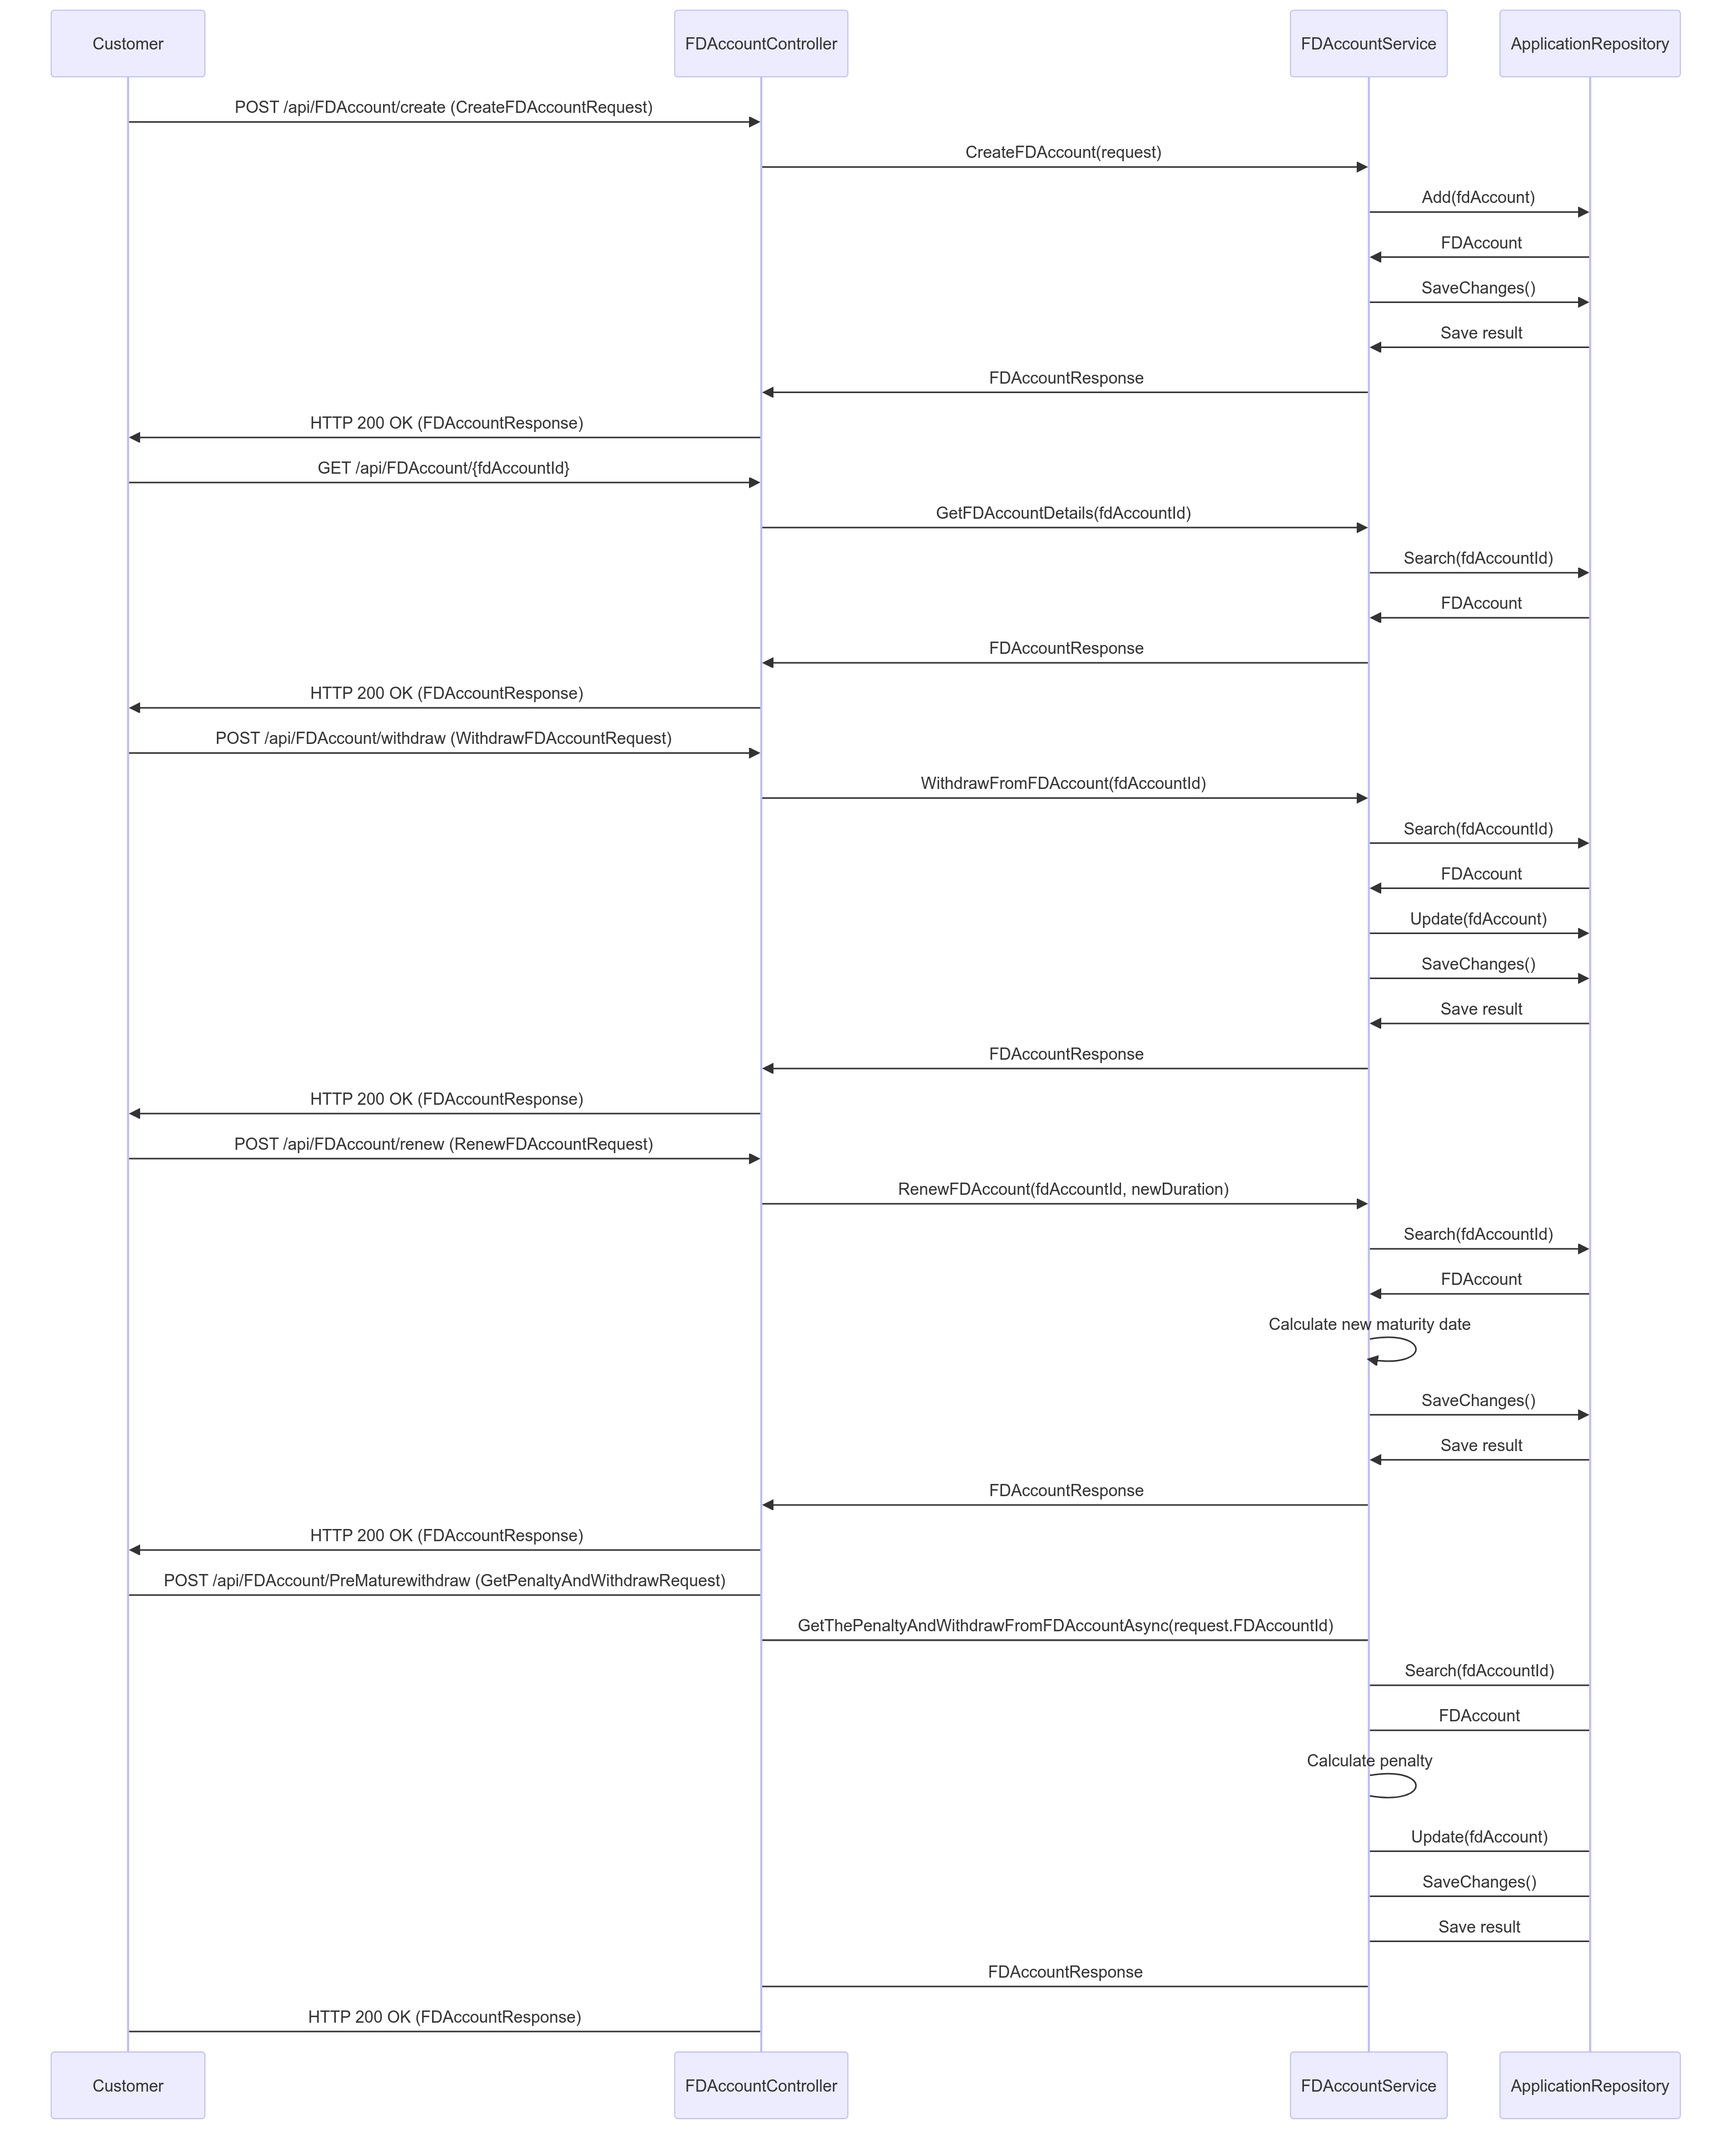 Customer
FDAccountController
FDAccountService
ApplicationRepository
POST /api/FDAccount/create (CreateFDAccountRequest)
CreateFDAccount(request)
Add(fdAccount)
FDAccount
SaveChanges()
Save result
FDAccountResponse
HTTP 200 OK (FDAccountResponse)
GET /api/FDAccount/{fdAccountId}
GetFDAccountDetails(fdAccountId)
Search(fdAccountId)
FDAccount
FDAccountResponse
HTTP 200 OK (FDAccountResponse)
POST /api/FDAccount/withdraw (WithdrawFDAccountRequest)
WithdrawFromFDAccount(fdAccountId)
Search(fdAccountId)
FDAccount
Update(fdAccount)
SaveChanges()
Save result
FDAccountResponse
HTTP 200 OK (FDAccountResponse)
POST /api/FDAccount/renew (RenewFDAccountRequest)
RenewFDAccount(fdAccountId, newDuration)
Search(fdAccountId)
FDAccount
Calculate new maturity date
SaveChanges()
Save result
FDAccountResponse
HTTP 200 OK (FDAccountResponse)
POST /api/FDAccount/PreMaturewithdraw (GetPenaltyAndWithdrawRequest)
GetThePenaltyAndWithdrawFromFDAccountAsync(request.FDAccountId)
Search(fdAccountId)
FDAccount
Calculate penalty
Update(fdAccount)
SaveChanges()
Save result
FDAccountResponse
HTTP 200 OK (FDAccountResponse)
Customer
FDAccountController
FDAccountService
ApplicationRepository